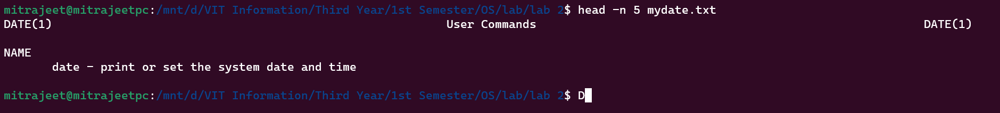 mitrajeet@mitrajeetpc:/mnt/d/VIT Information/Third Year/1st Semester/OS/lab/lab 2$ head -n 5 mydate.txt
DATE(1) User Commands DATE(1)
NAME
date - print or set the system date and time
mitrajeet@mitrajeetpc:/mnt/d/VIT Information/Third Year/1st Semester/OS/lab/lab 2$ D